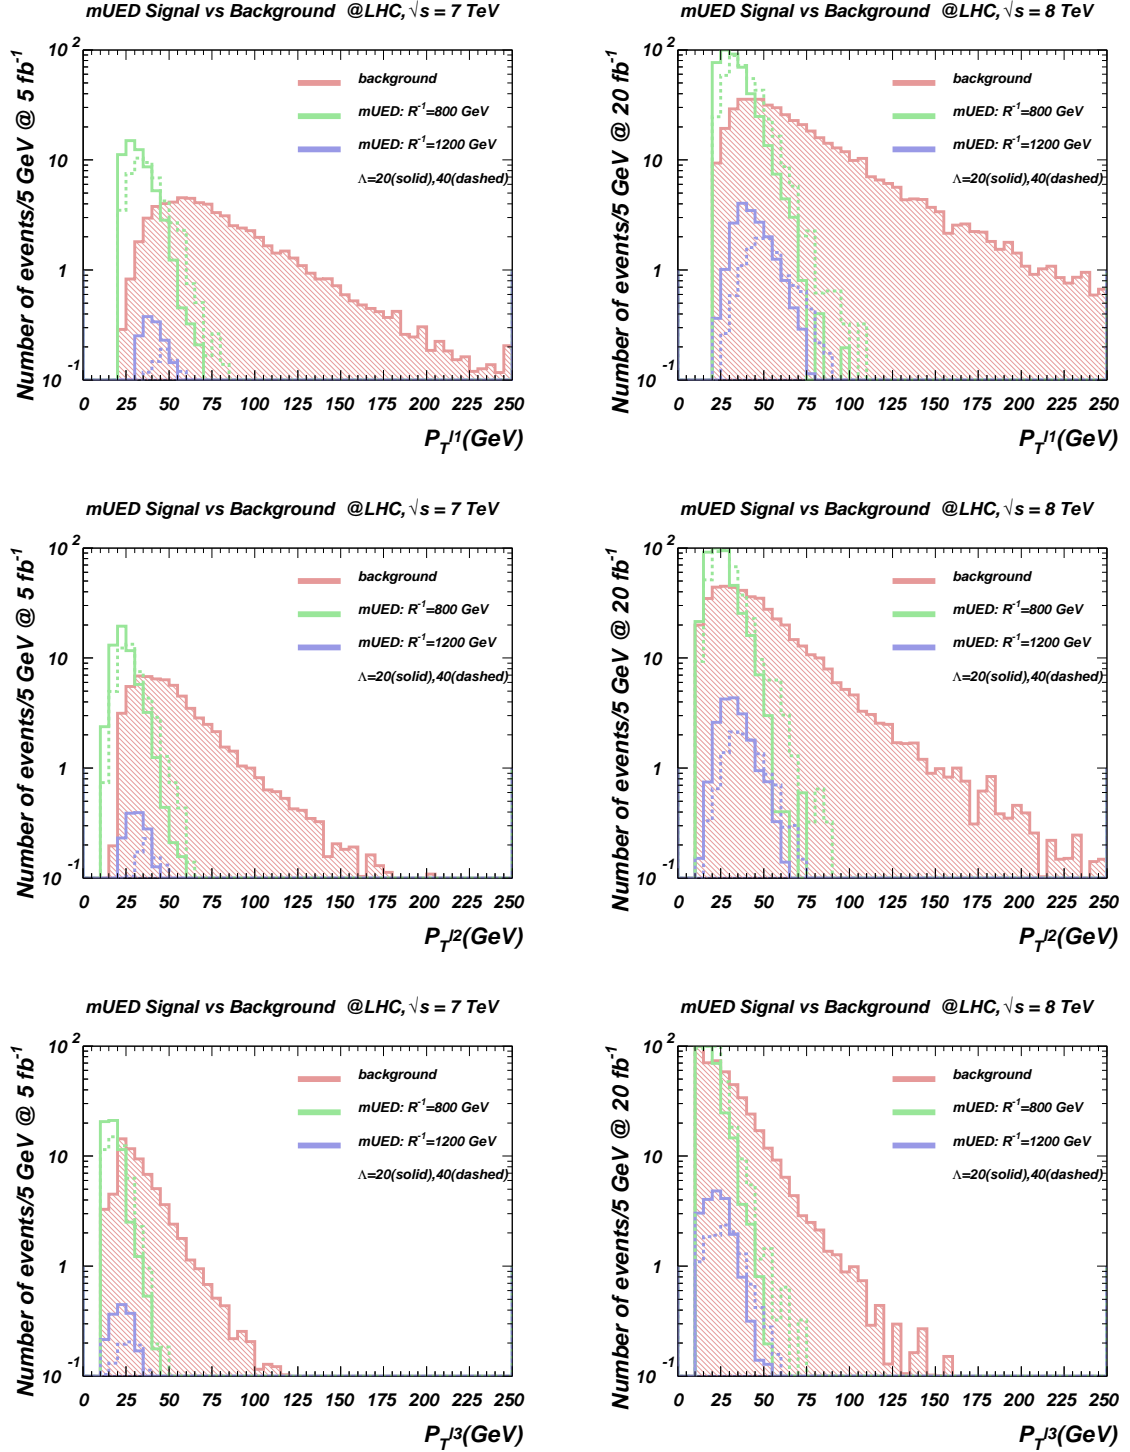 mUED Signal vs Background @LHC, √s = 7 TeV
Number of events/5 GeV @ 5 fb⁻¹
10²
10
1
10⁻¹
background
mUED: R⁻¹=800 GeV
mUED: R⁻¹=1200 GeV
Λ=20(solid),40(dashed)
0 25 50 75 100 125 150 175 200 225 250
P_T^l1(GeV)
mUED Signal vs Background @LHC, √s = 8 TeV
Number of events/5 GeV @ 20 fb⁻¹
10²
10
1
10⁻¹
background
mUED: R⁻¹=800 GeV
mUED: R⁻¹=1200 GeV
Λ=20(solid),40(dashed)
0 25 50 75 100 125 150 175 200 225 250
P_T^l1(GeV)
mUED Signal vs Background @LHC, √s = 7 TeV
Number of events/5 GeV @ 5 fb⁻¹
10²
10
1
10⁻¹
background
mUED: R⁻¹=800 GeV
mUED: R⁻¹=1200 GeV
Λ=20(solid),40(dashed)
0 25 50 75 100 125 150 175 200 225 250
P_T^l2(GeV)
mUED Signal vs Background @LHC, √s = 8 TeV
Number of events/5 GeV @ 20 fb⁻¹
10²
10
1
10⁻¹
background
mUED: R⁻¹=800 GeV
mUED: R⁻¹=1200 GeV
Λ=20(solid),40(dashed)
0 25 50 75 100 125 150 175 200 225 250
P_T^l2(GeV)
mUED Signal vs Background @LHC, √s = 7 TeV
Number of events/5 GeV @ 5 fb⁻¹
10²
10
1
10⁻¹
background
mUED: R⁻¹=800 GeV
mUED: R⁻¹=1200 GeV
Λ=20(solid),40(dashed)
0 25 50 75 100 125 150 175 200 225 250
P_T^l3(GeV)
mUED Signal vs Background @LHC, √s = 8 TeV
Number of events/5 GeV @ 20 fb⁻¹
10²
10
1
10⁻¹
background
mUED: R⁻¹=800 GeV
mUED: R⁻¹=1200 GeV
Λ=20(solid),40(dashed)
0 25 50 75 100 125 150 175 200 225 250
P_T^l3(GeV)